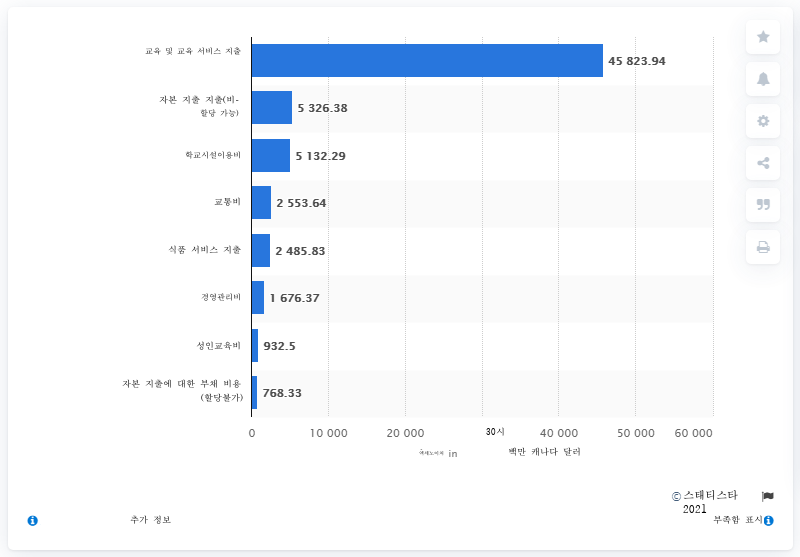 교육 및 교육 서비스 지출
45 823.94
자본 지출 지출(비-
할당 가능)
5 326.38
학교시설이용비
5 132.29
교통비
2 553.64
식품 서비스 지출
2 485.83
경영관리비
1 676.37
성인교육비
932.5
자본 지출에 대한 부채 비용
(할당불가)
768.33
0 10 000 20 000 30시 40 000 50 000 60 000
in 백만 캐나다 달러
© 스태티스타
2021
추가 정보 부족함 표시